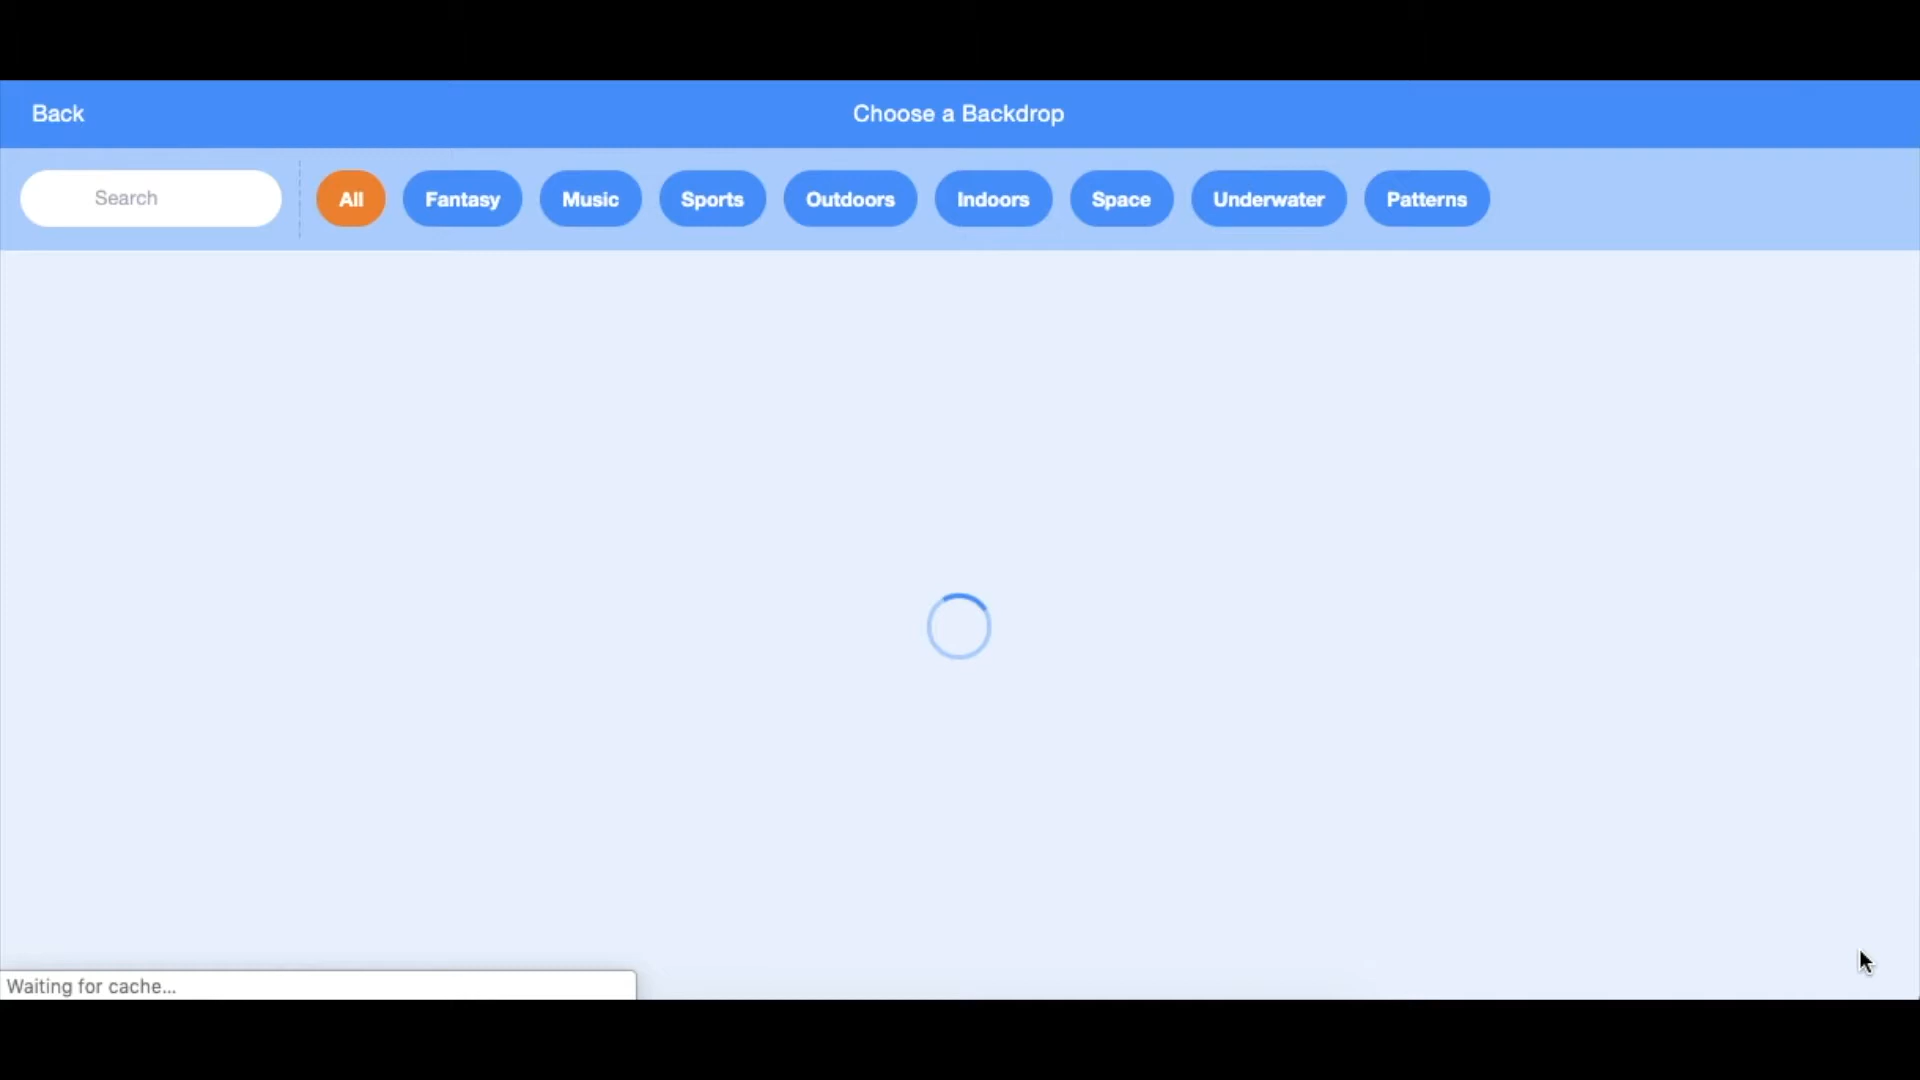 Back
Choose a Backdrop
Search
All
Fantasy
Music
Sports
Outdoors
Indoors
Space
Underwater
Patterns
Waiting for cache...